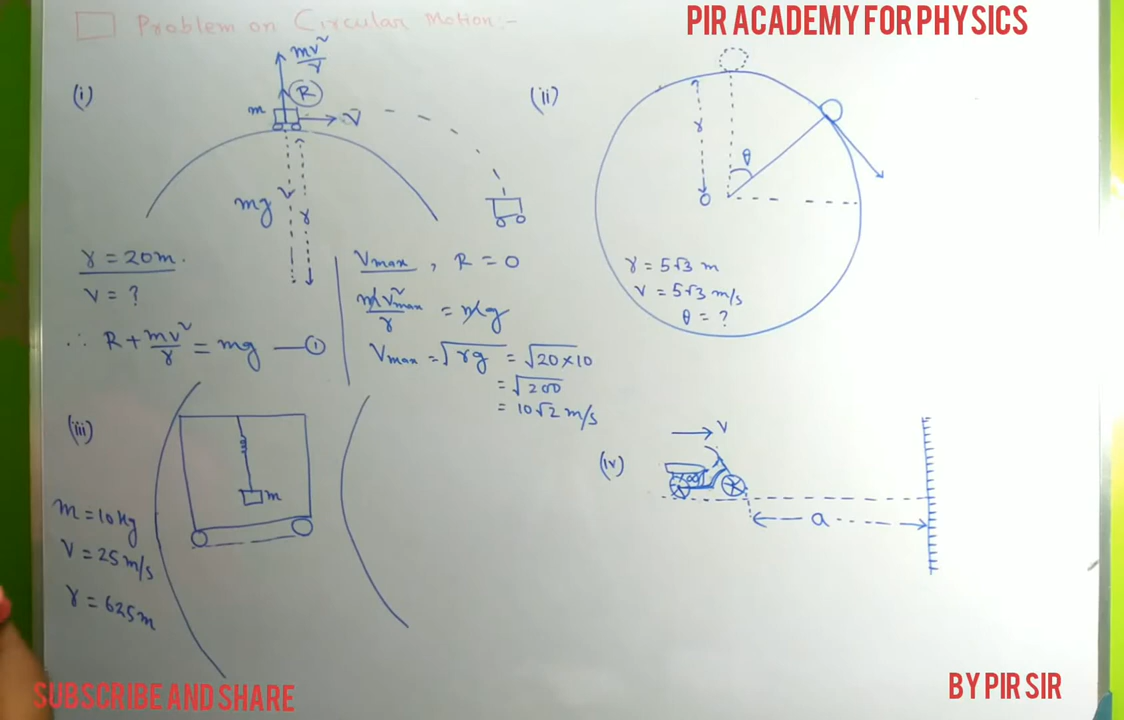 Problem on Circular Motion:-
PIR ACADEMY FOR PHYSICS
(i)
mv²/r
R
m
V
mg
r
r = 20m.
V = ?
∴ R + mv²/r = mg —①
Vmax , R = 0
mv²max/r = mg
Vmax = √rg = √20×10
= √200
= 10√2 m/s
(ii)
r
θ
O
r = 5√3 m
v = 5√3 m/s
θ = ?
(iii)
m
m = 10 Kg
V = 25 m/s
r = 625m
(iv)
V
a
SUBSCRIBE AND SHARE
BY PIR SIR